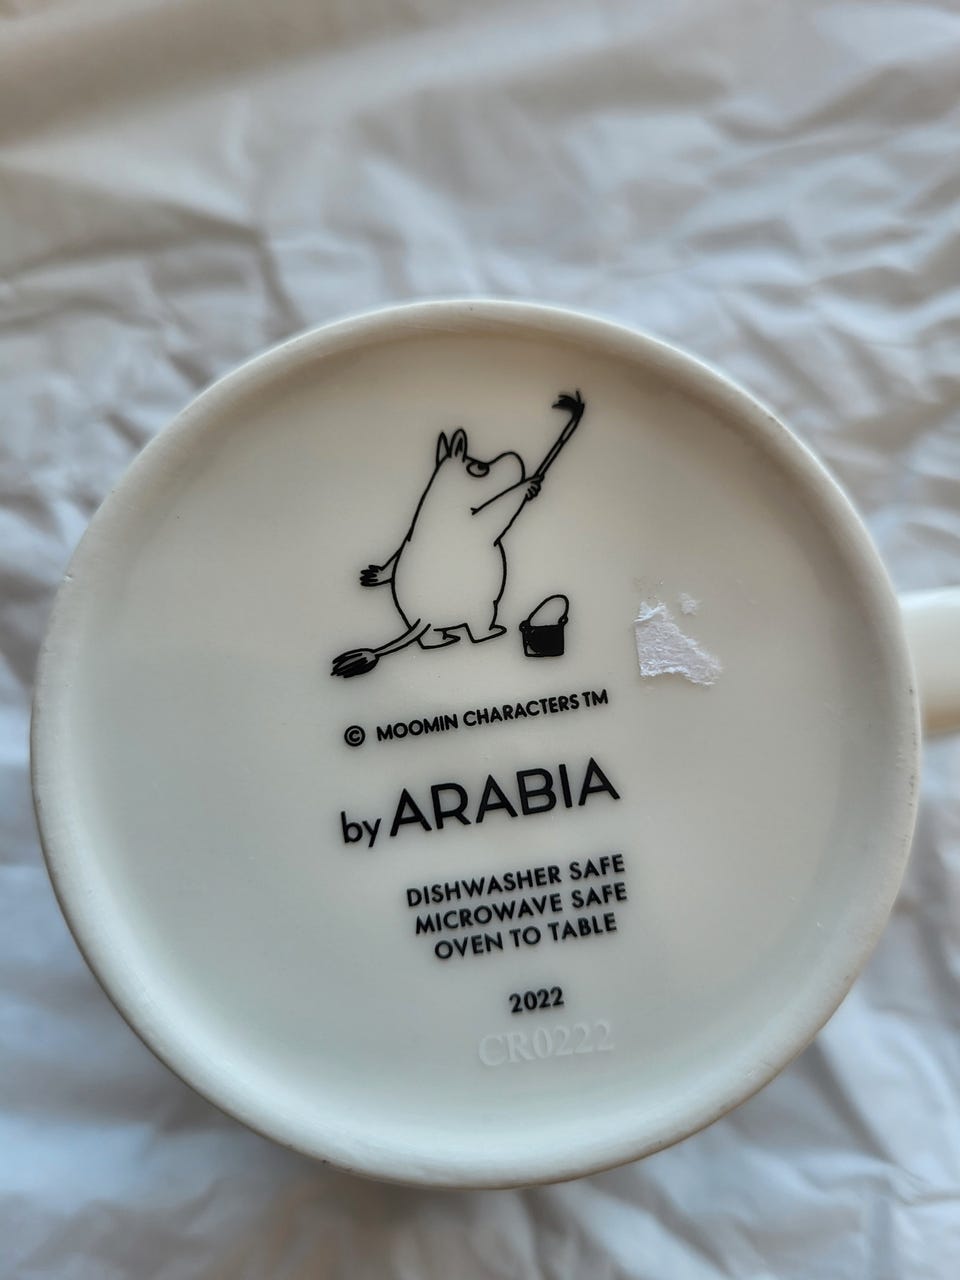 © MOOMIN CHARACTERS TM
by ARABIA
DISHWASHER SAFE
MICROWAVE SAFE
OVEN TO TABLE
2022
CR0222